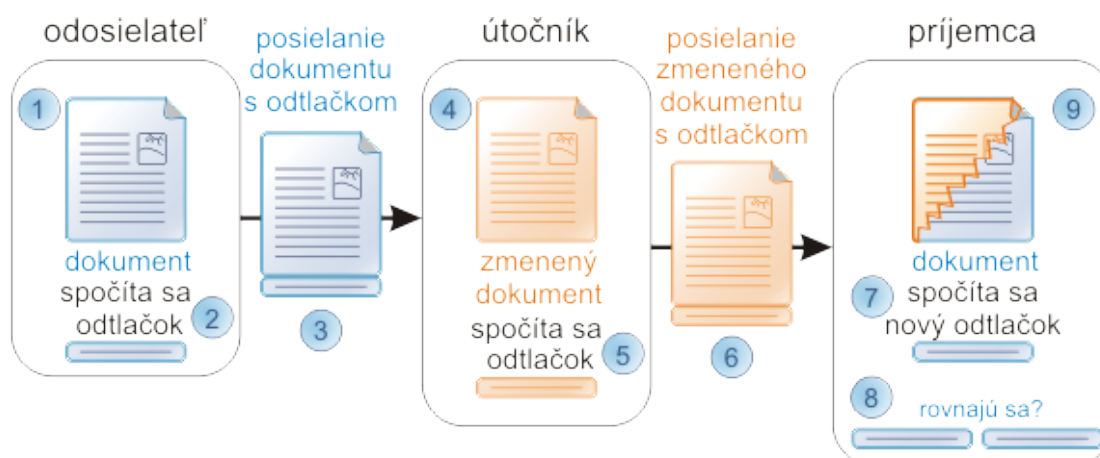 odosielateľ
1
dokument
spočíta sa
odtlačok
2
posielanie
dokumentu
s odtlačkom
3
útočník
4
zmenený
dokument
spočíta sa
odtlačok
5
posielanie
zmeneného
dokumentu
s odtlačkom
6
príjemca
9
dokument
7
spočíta sa
nový odtlačok
8
rovnajú sa?